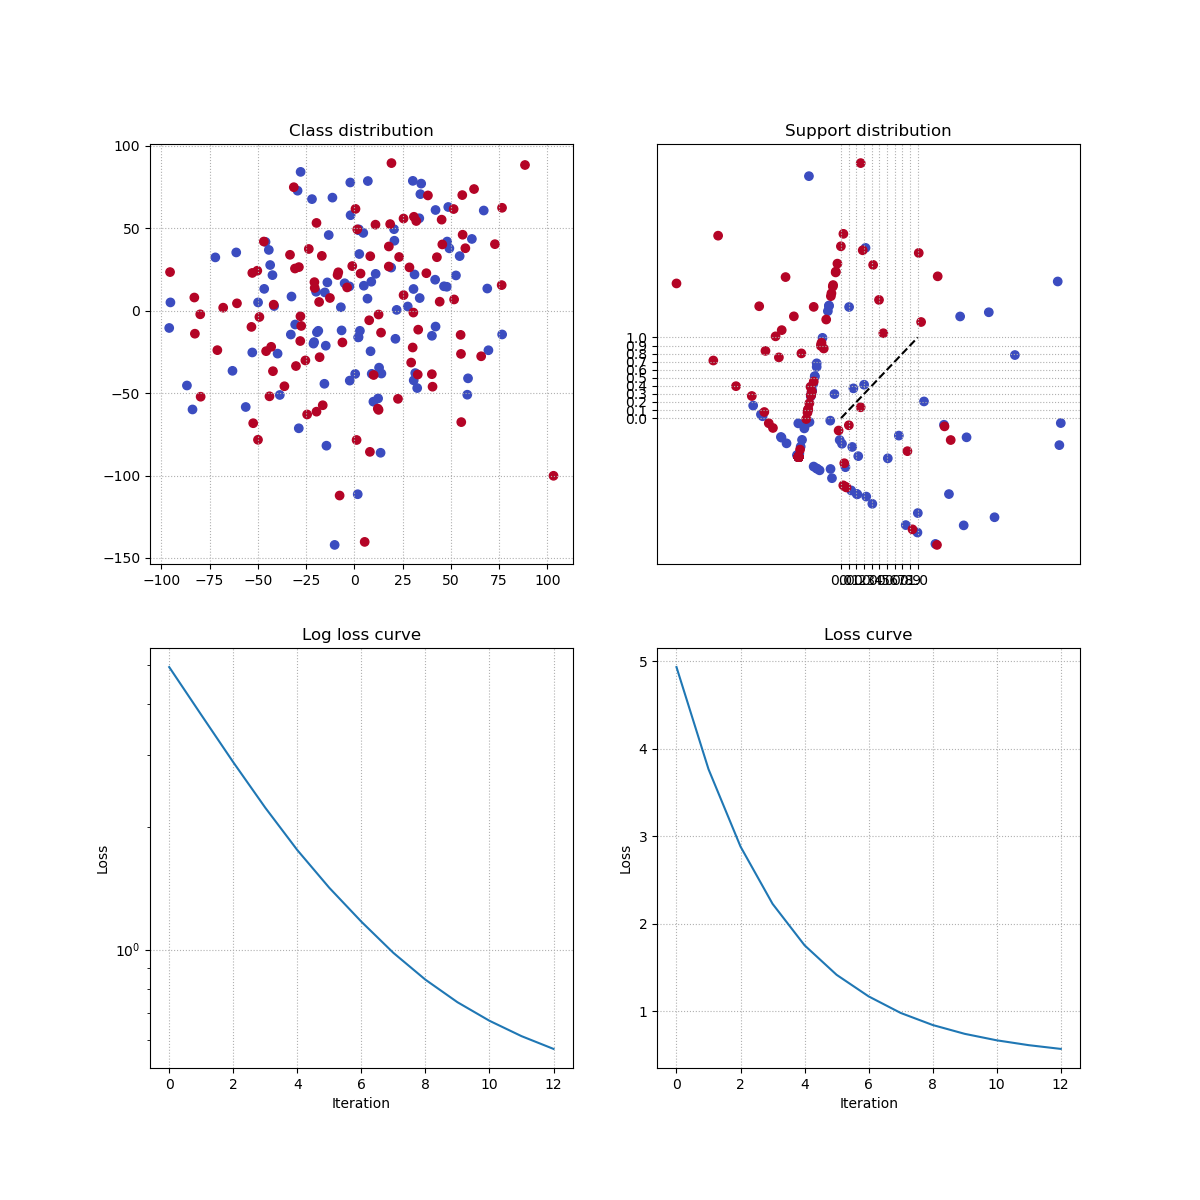 Class distribution
100
50
0
−50
−100
−150
−100 −75 −50 −25 0 25 50 75 100
Support distribution
1.0
0.9
0.8
0.7
0.6
0.5
0.4
0.3
0.2
0.1
0.0
Log loss curve
Loss
10⁰
0 2 4 6 8 10 12
Iteration
Loss curve
Loss
5
4
3
2
1
0 2 4 6 8 10 12
Iteration